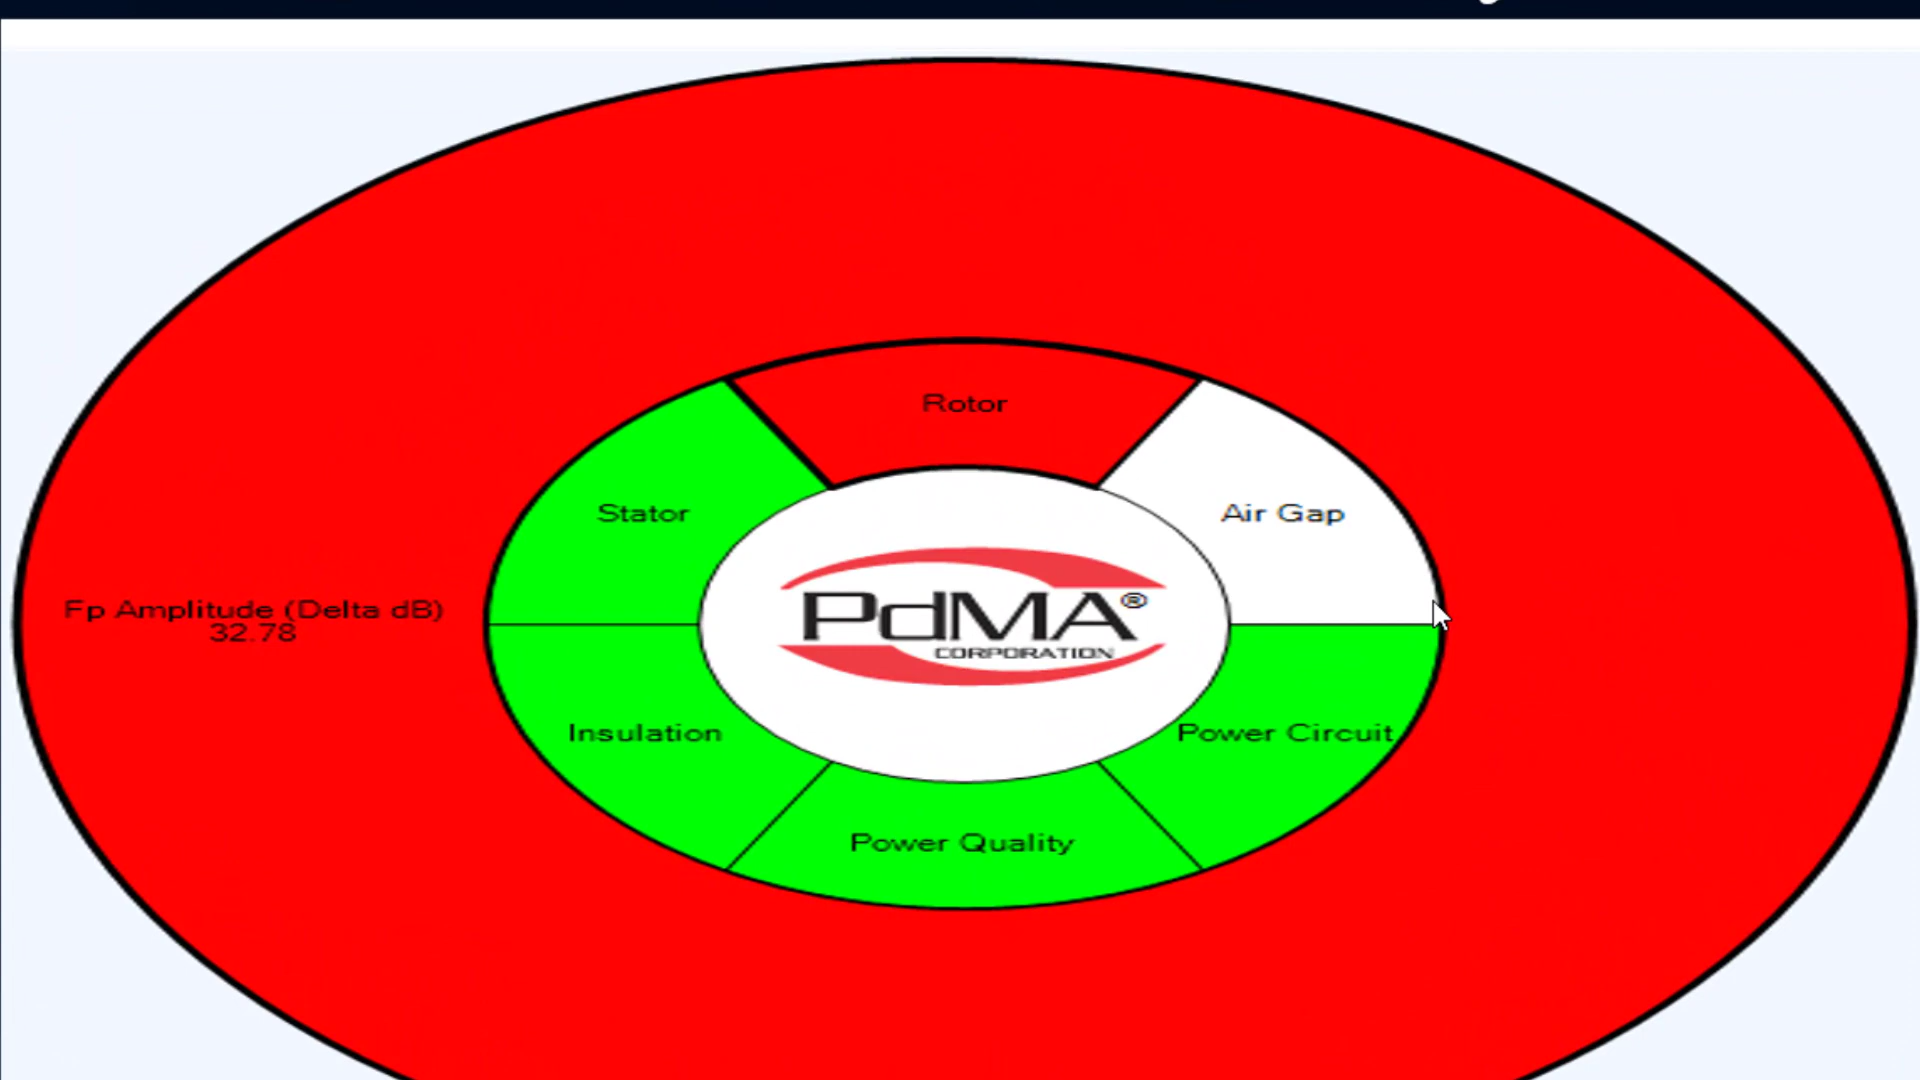 Rotor
Stator
Air Gap
Fp Amplitude (Delta dB)
32.78
PdMA®
CORPORATION
Insulation
Power Circuit
Power Quality